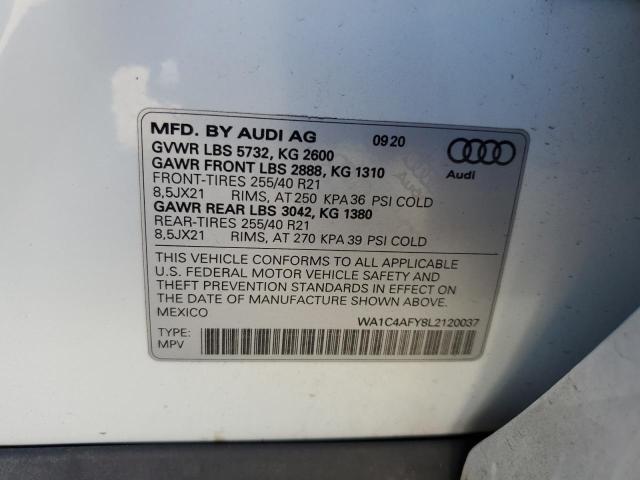 MFD. BY AUDI AG 0920
GVWR LBS 5732, KG 2600
GAWR FRONT LBS 2888, KG 1310
FRONT-TIRES 255/40 R21
8,5JX21 RIMS, AT 250 KPA 36 PSI COLD
GAWR REAR LBS 3042, KG 1380
REAR-TIRES 255/40 R21
8,5JX21 RIMS, AT 270 KPA 39 PSI COLD
Audi
THIS VEHICLE CONFORMS TO ALL APPLICABLE
U.S. FEDERAL MOTOR VEHICLE SAFETY AND
THEFT PREVENTION STANDARDS IN EFFECT ON
THE DATE OF MANUFACTURE SHOWN ABOVE.
MEXICO
WA1C4AFY8L2120037
TYPE:
MPV